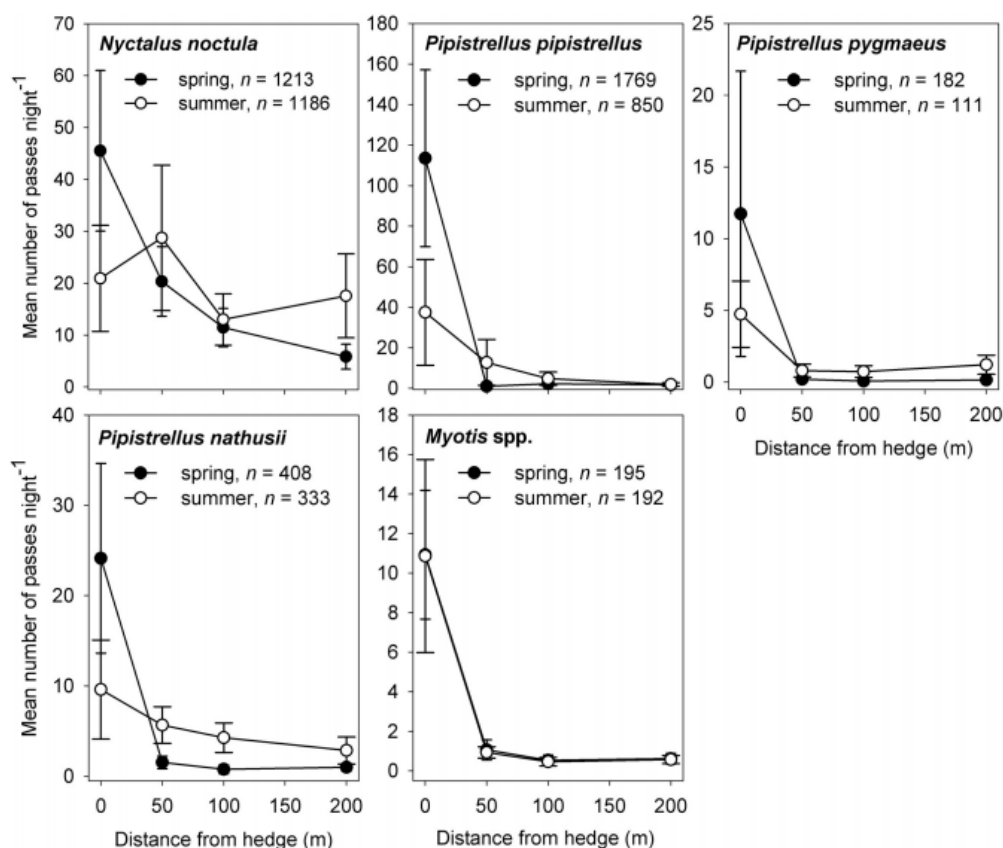 Nyctalus noctula
spring, n = 1213
summer, n = 1186
Mean number of passes night⁻¹
70
60
50
40
30
20
10
0
Pipistrellus pipistrellus
spring, n = 1769
summer, n = 850
180
160
140
120
100
80
60
40
20
0
Pipistrellus pygmaeus
spring, n = 182
summer, n = 111
25
20
15
10
5
0
0 50 100 150 200
Distance from hedge (m)
Pipistrellus nathusii
spring, n = 408
summer, n = 333
Mean number of passes night⁻¹
40
30
20
10
0
0 50 100 150 200
Distance from hedge (m)
Myotis spp.
spring, n = 195
summer, n = 192
18
16
14
12
10
8
6
4
2
0
0 50 100 150 200
Distance from hedge (m)